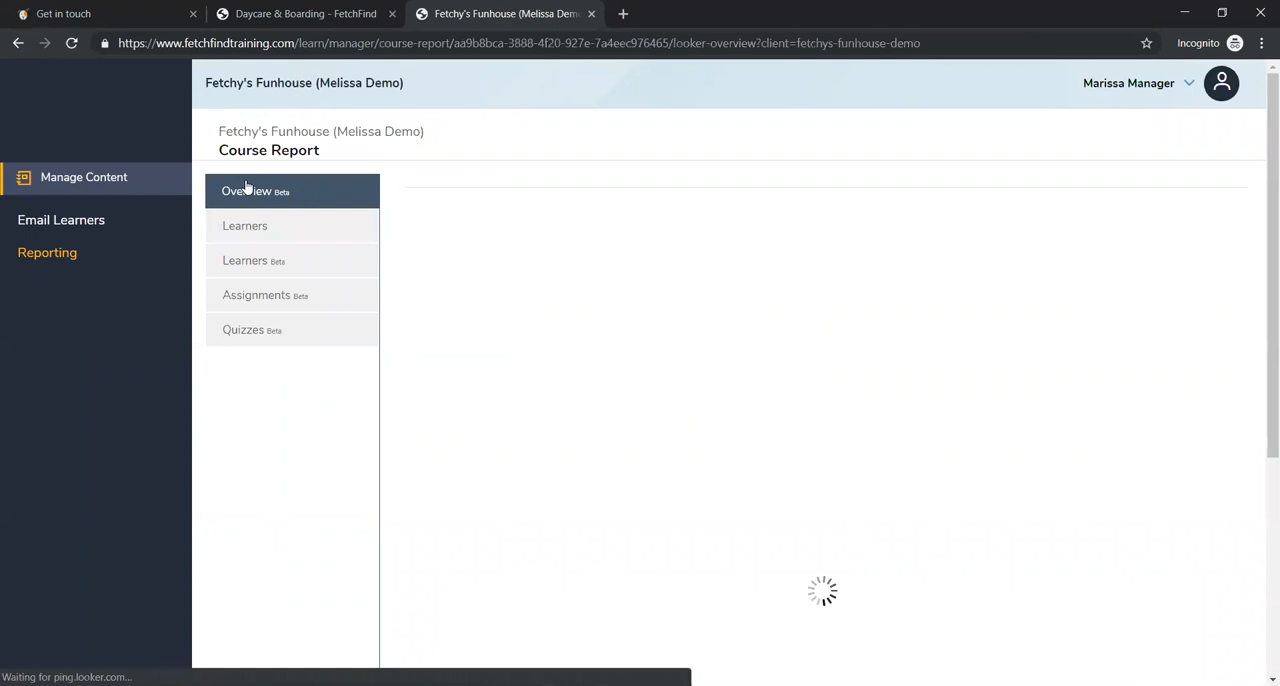 Get in touch
Daycare & Boarding - FetchFind
Fetchy's Funhouse (Melissa Dem
https://www.fetchfindtraining.com/learn/manager/course-report/aa9b8bca-3888-4f20-927e-7a4eec976465/looker-overview?client=fetchys-funhouse-demo
Incognito
Fetchy's Funhouse (Melissa Demo)
Marissa Manager
Fetchy's Funhouse (Melissa Demo)
Course Report
Manage Content
Email Learners
Reporting
Overview Beta
Learners
Learners Beta
Assignments Beta
Quizzes Beta
Waiting for ping.looker.com...